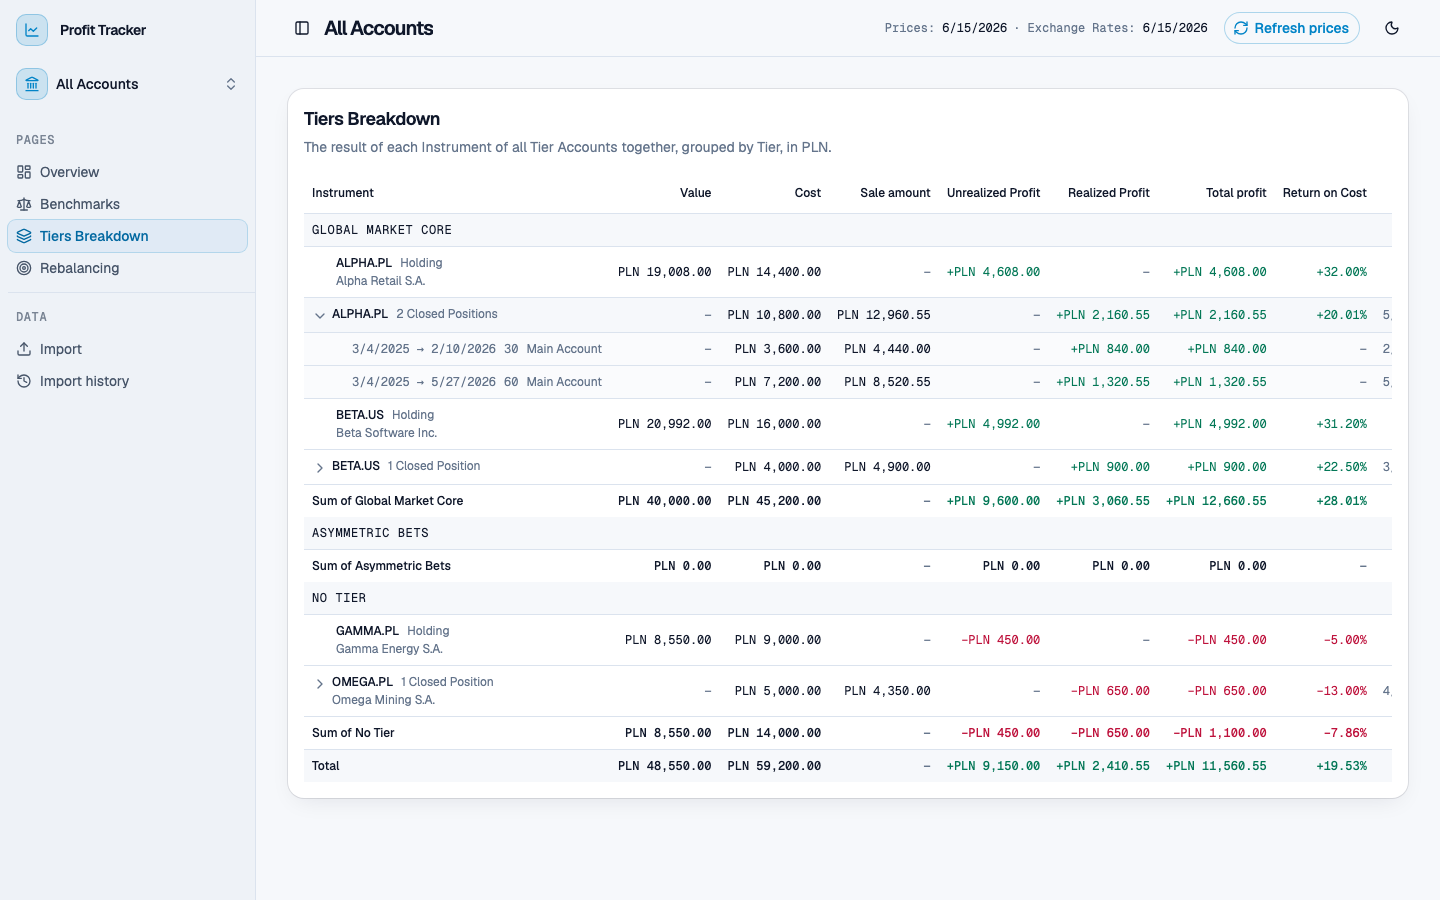 Profit Tracker
All Accounts
PAGES
Overview
Benchmarks
Tiers Breakdown
Rebalancing
DATA
Import
Import history
All Accounts
Prices: 6/15/2026 · Exchange Rates: 6/15/2026
Refresh prices
Tiers Breakdown
The result of each Instrument of all Tier Accounts together, grouped by Tier, in PLN.
Instrument Value Cost Sale amount Unrealized Profit Realized Profit Total profit Return on Cost
GLOBAL MARKET CORE
ALPHA.PL Holding PLN 19,008.00 PLN 14,400.00 – +PLN 4,608.00 – +PLN 4,608.00 +32.00%
Alpha Retail S.A.
ALPHA.PL 2 Closed Positions – PLN 10,800.00 PLN 12,960.55 – +PLN 2,160.55 +PLN 2,160.55 +20.01% 5,
3/4/2025 → 2/10/2026 30 Main Account – PLN 3,600.00 PLN 4,440.00 – +PLN 840.00 +PLN 840.00 – 2,
3/4/2025 → 5/27/2026 60 Main Account – PLN 7,200.00 PLN 8,520.55 – +PLN 1,320.55 +PLN 1,320.55 – 5,
BETA.US Holding PLN 20,992.00 PLN 16,000.00 – +PLN 4,992.00 – +PLN 4,992.00 +31.20%
Beta Software Inc.
BETA.US 1 Closed Position – PLN 4,000.00 PLN 4,900.00 – +PLN 900.00 +PLN 900.00 +22.50% 3,
Sum of Global Market Core PLN 40,000.00 PLN 45,200.00 – +PLN 9,600.00 +PLN 3,060.55 +PLN 12,660.55 +28.01%
ASYMMETRIC BETS
Sum of Asymmetric Bets PLN 0.00 PLN 0.00 – PLN 0.00 PLN 0.00 PLN 0.00 –
NO TIER
GAMMA.PL Holding PLN 8,550.00 PLN 9,000.00 – −PLN 450.00 – −PLN 450.00 −5.00%
Gamma Energy S.A.
OMEGA.PL 1 Closed Position – PLN 5,000.00 PLN 4,350.00 – −PLN 650.00 −PLN 650.00 −13.00% 4,
Omega Mining S.A.
Sum of No Tier PLN 8,550.00 PLN 14,000.00 – −PLN 450.00 −PLN 650.00 −PLN 1,100.00 −7.86%
Total PLN 48,550.00 PLN 59,200.00 – +PLN 9,150.00 +PLN 2,410.55 +PLN 11,560.55 +19.53%